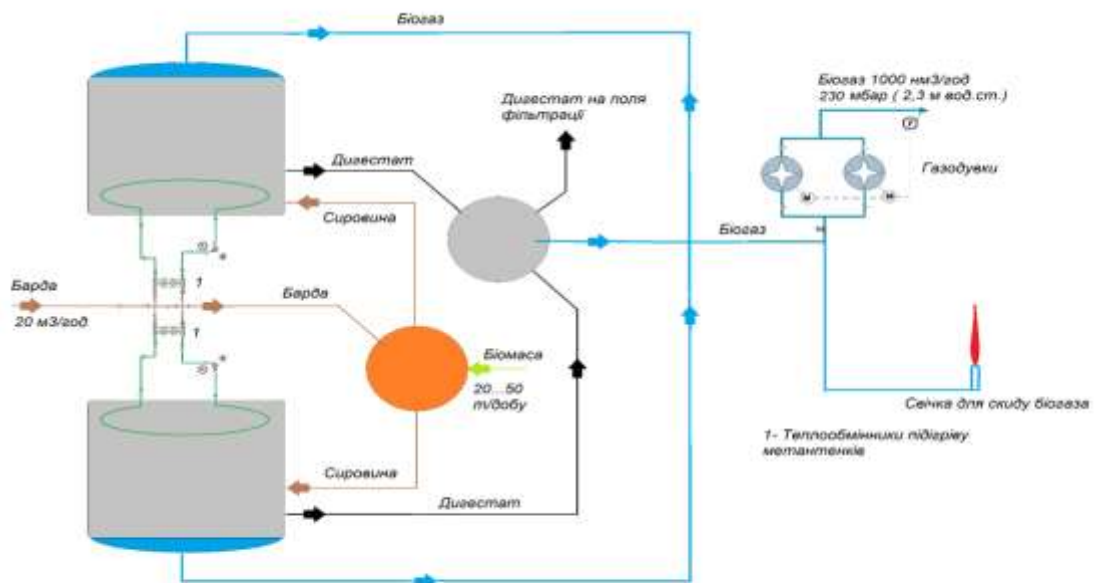 Біогаз
Біогаз 1000 нм3/год
230 мбар ( 2,3 м вод.ст.)
Дигестат на поля
фільтрації
Дигестат
Газодувки
Сировина
Біогаз
Барда
20 м3/год
1
1
Барда
Біомаса
20...50
т/добу
Свічка для скиду біогаза
1- Теплообмінники підігріву
метантенків
Сировина
Дигестат
M
M